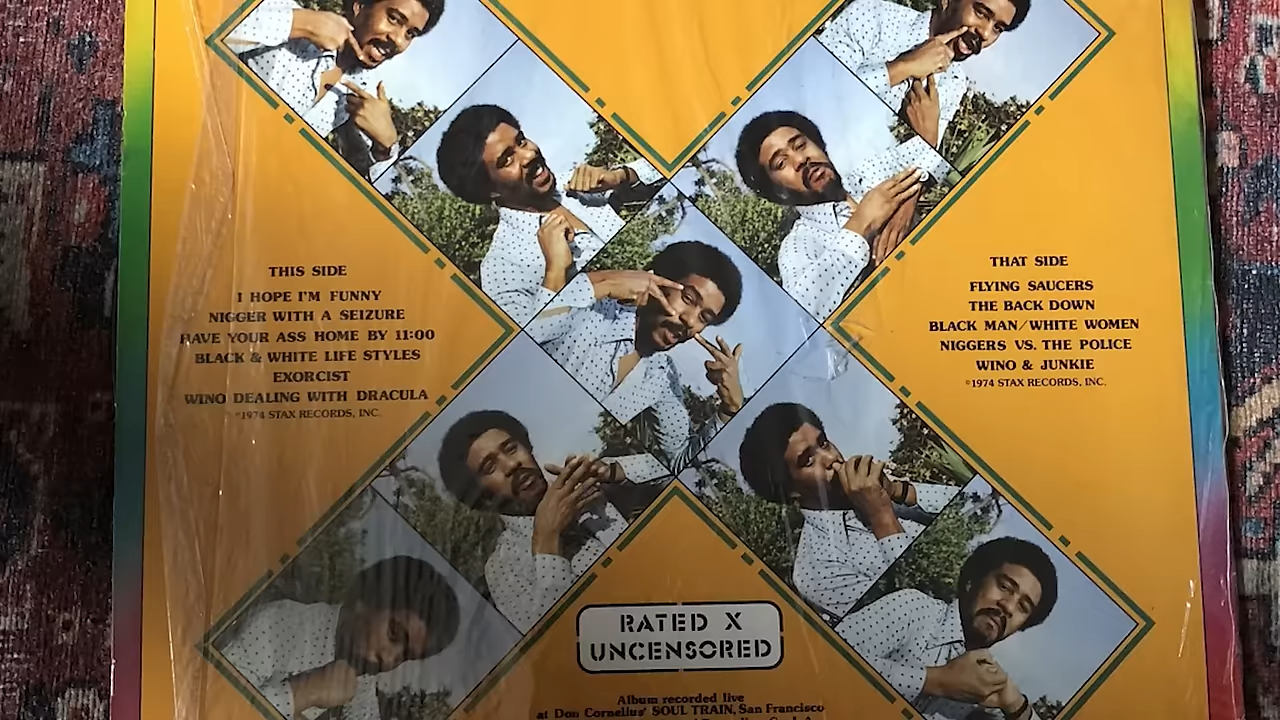 THIS SIDE
I HOPE I'M FUNNY
NIGGER WITH A SEIZURE
HAVE YOUR ASS HOME BY 11:00
BLACK & WHITE LIFE STYLES
EXORCIST
WINO DEALING WITH DRACULA
©1974 STAX RECORDS, INC.
THAT SIDE
FLYING SAUCERS
THE BACK DOWN
BLACK MAN/WHITE WOMEN
NIGGERS VS. THE POLICE
WINO & JUNKIE
©1974 STAX RECORDS, INC.
RATED X
UNCENSORED
Album recorded live
at Don Cornelius' SOUL TRAIN, San Francisco